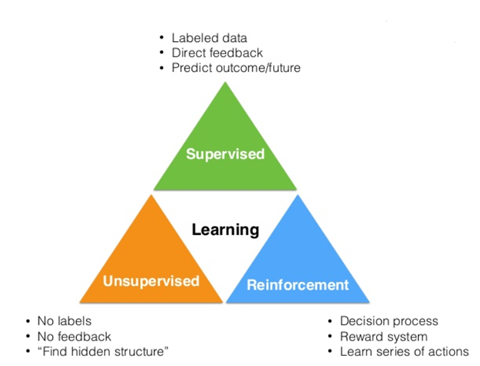 • Labeled data
• Direct feedback
• Predict outcome/future
Supervised
Learning
Unsupervised
Reinforcement
• No labels
• No feedback
• “Find hidden structure”
• Decision process
• Reward system
• Learn series of actions